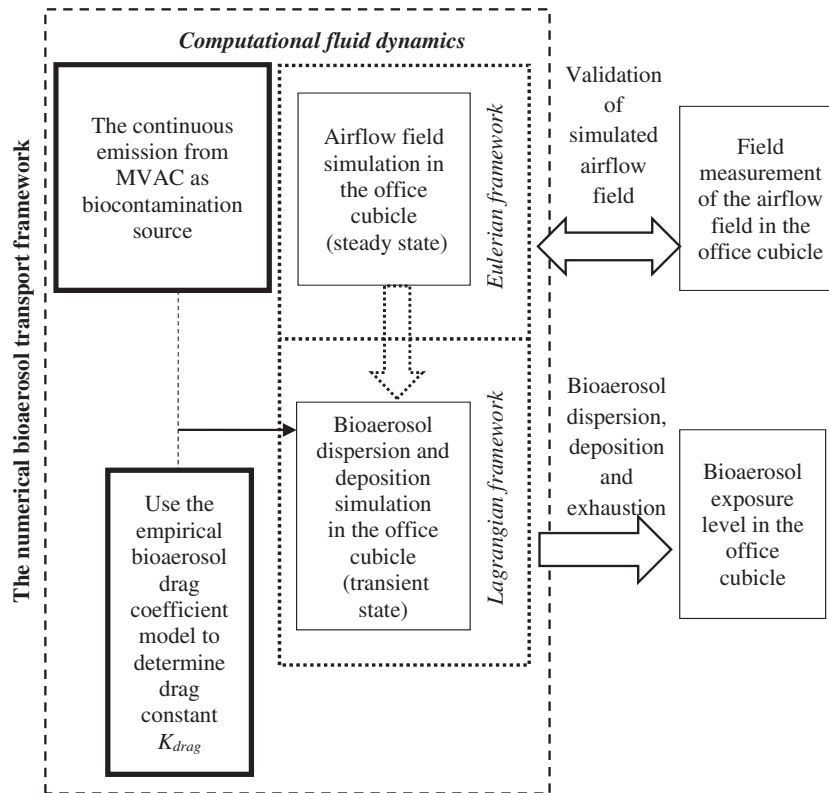 The numerical bioaerosol transport framework
Computational fluid dynamics
The continuous
emission from
MVAC as
biocontamination
source
Airflow field
simulation in
the office
cubicle
(steady state)
Eulerian framework
Validation
of
simulated
airflow
field
Field
measurement
of the airflow
field in the
office cubicle
Use the
empirical
bioaerosol
drag
coefficient
model to
determine
drag
constant
K_drag
Bioaerosol
dispersion and
deposition
simulation
in the office
cubicle
(transient
state)
Lagrangian framework
Bioaerosol
dispersion,
deposition
and
exhaustion
Bioaerosol
exposure
level in the
office
cubicle